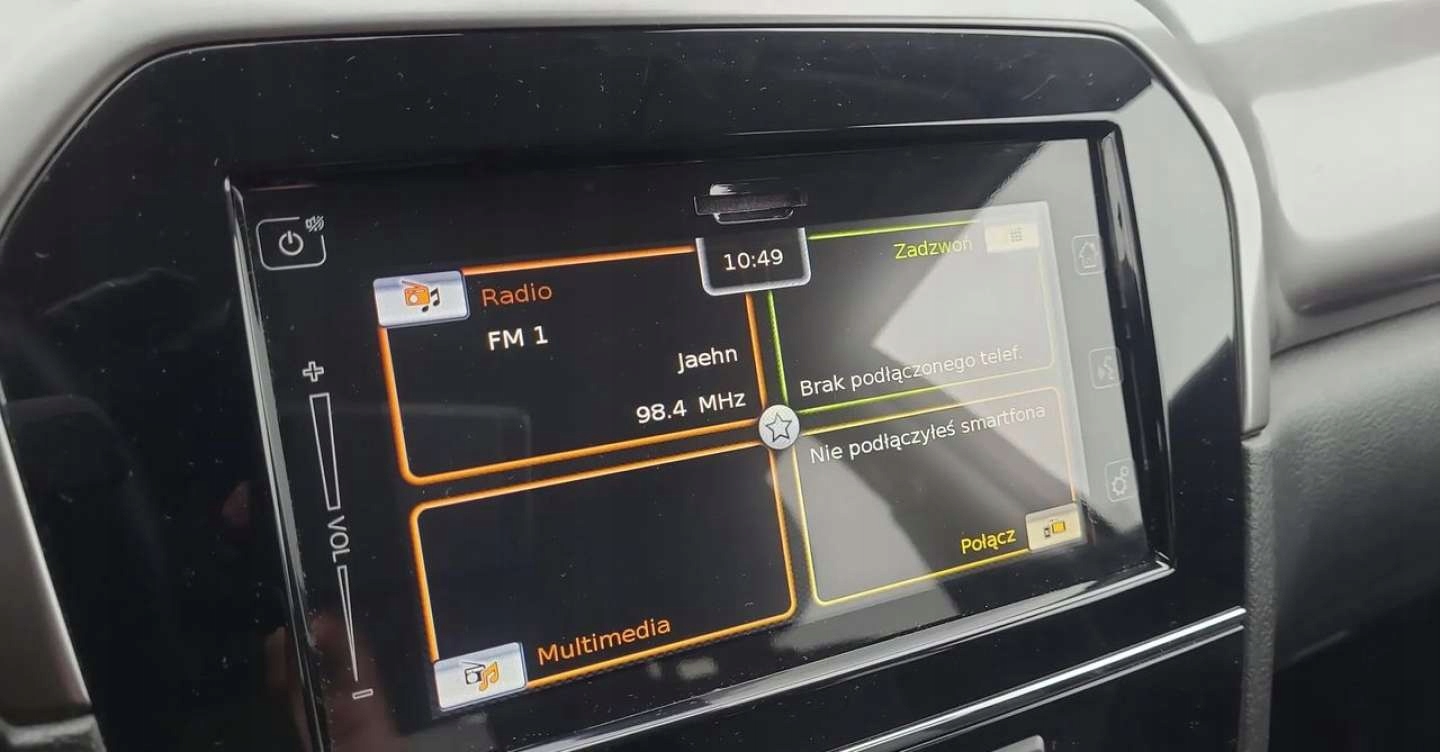 10:49
Radio
FM 1
Jaehn
98.4 MHz
Zadzwoń
Brak podłączonego telef.
Nie podłączyłeś smartfona
Połącz
Multimedia
+
VOL
-